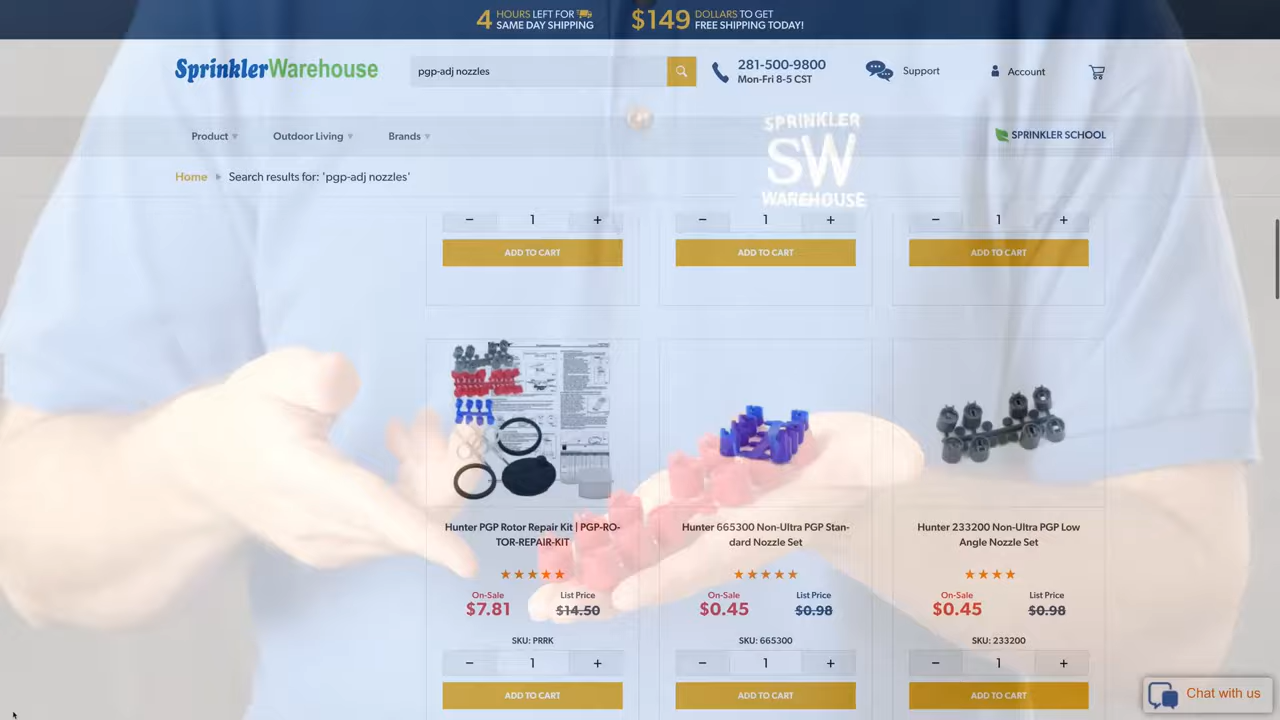 4 HOURS LEFT FOR
SAME DAY SHIPPING
$149 DOLLARS TO GET
FREE SHIPPING TODAY!
SprinklerWarehouse
pgp-adj nozzles
281-500-9800
Mon-Fri 8-5 CST
Support
Account
SPRINKLER
SW
WAREHOUSE
Product
Outdoor Living
Brands
SPRINKLER SCHOOL
Home
Search results for: 'pgp-adj nozzles'
− 1 +
− 1 +
− 1 +
ADD TO CART
ADD TO CART
ADD TO CART
Hunter PGP Rotor Repair Kit | PGP-RO-
TOR-REPAIR-KIT
On-Sale
List Price
$7.81
$14.50
SKU: PRRK
− 1 +
ADD TO CART
Hunter 665300 Non-Ultra PGP Stan-
dard Nozzle Set
On-Sale
List Price
$0.45
$0.98
SKU: 665300
− 1 +
ADD TO CART
Hunter 233200 Non-Ultra PGP Low
Angle Nozzle Set
On-Sale
List Price
$0.45
$0.98
SKU: 233200
− 1 +
ADD TO CART
Chat with us